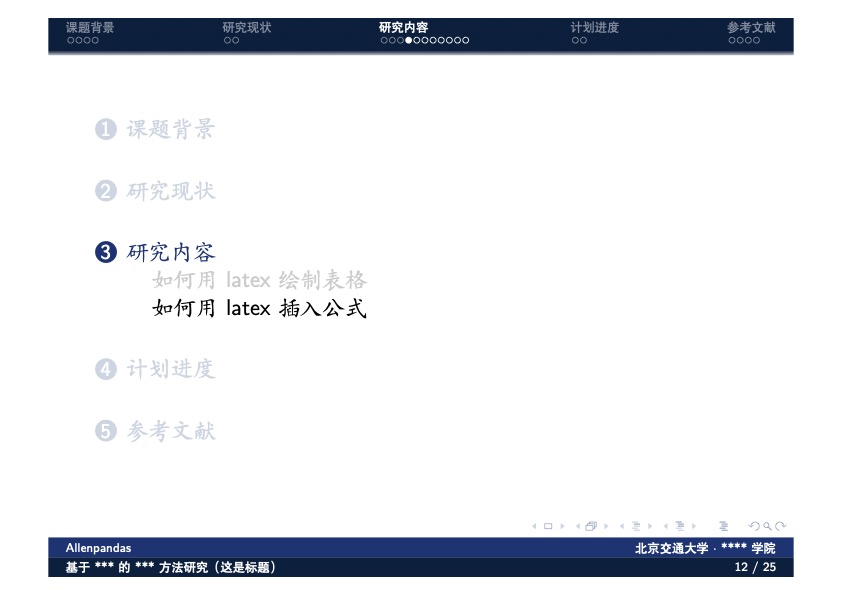 课题背景 研究现状 研究内容 计划进度 参考文献
1 课题背景
2 研究现状
3 研究内容
如何用 latex 绘制表格
如何用 latex 插入公式
4 计划进度
5 参考文献
Allenpandas 北京交通大学 · **** 学院
基于 *** 的 *** 方法研究（这是标题） 12 / 25